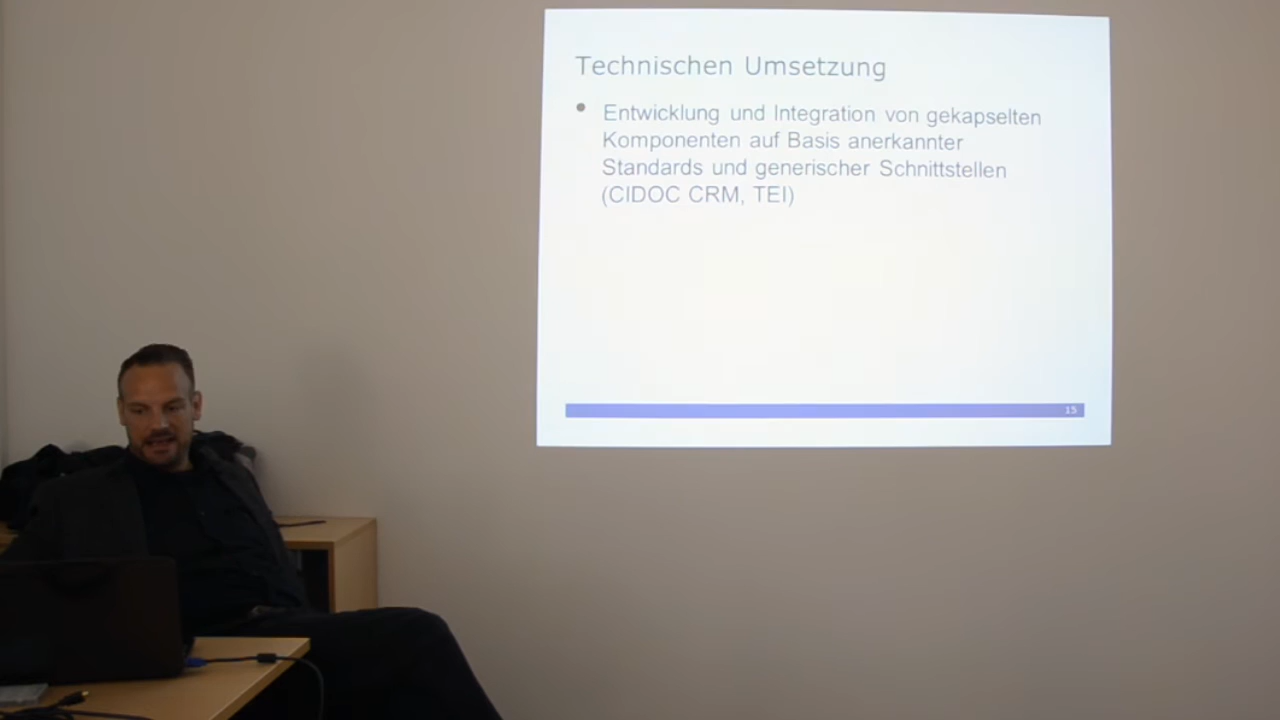 Technischen Umsetzung
• Entwicklung und Integration von gekapselten
Komponenten auf Basis anerkannter
Standards und generischer Schnittstellen
(CIDOC CRM, TEI)
15